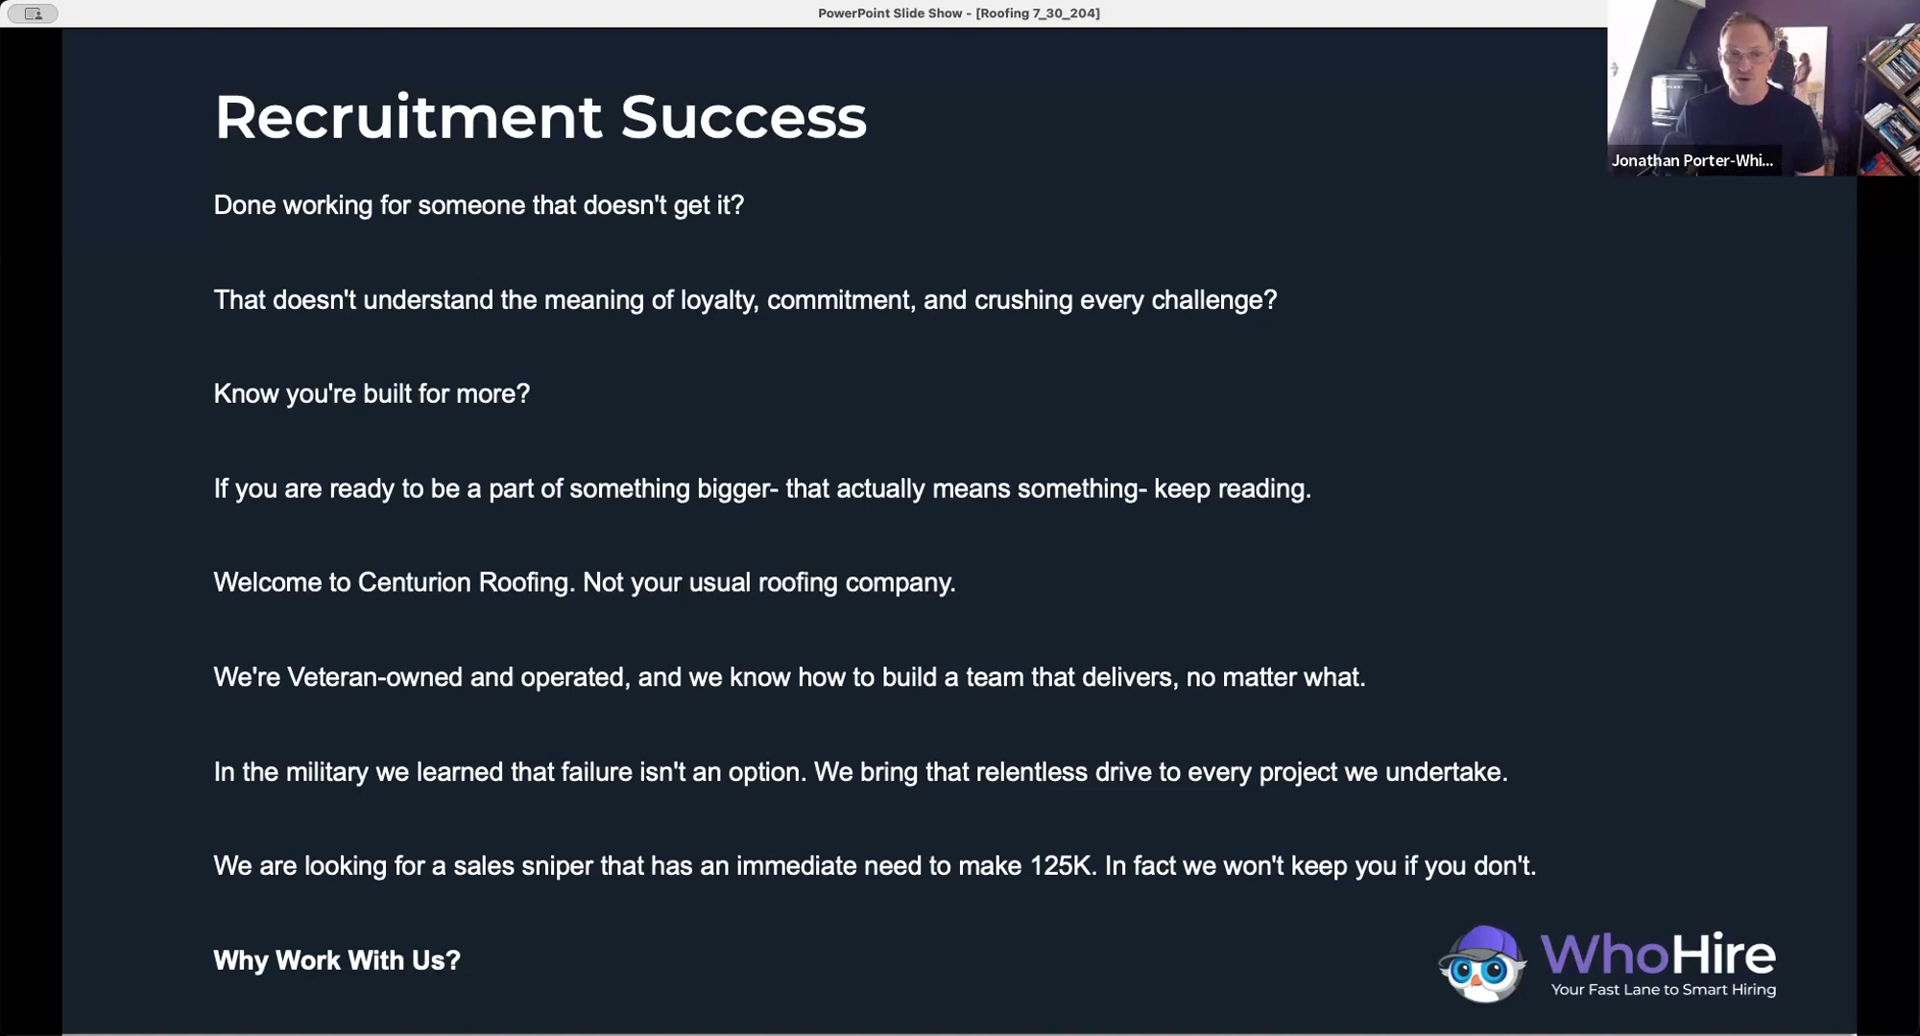 PowerPoint Slide Show - [Roofing 7_30_204]
Jonathan Porter-Whi...
Recruitment Success
Done working for someone that doesn't get it?
That doesn't understand the meaning of loyalty, commitment, and crushing every challenge?
Know you're built for more?
If you are ready to be a part of something bigger- that actually means something- keep reading.
Welcome to Centurion Roofing. Not your usual roofing company.
We're Veteran-owned and operated, and we know how to build a team that delivers, no matter what.
In the military we learned that failure isn't an option. We bring that relentless drive to every project we undertake.
We are looking for a sales sniper that has an immediate need to make 125K. In fact we won't keep you if you don't.
Why Work With Us?
WhoHire
Your Fast Lane to Smart Hiring